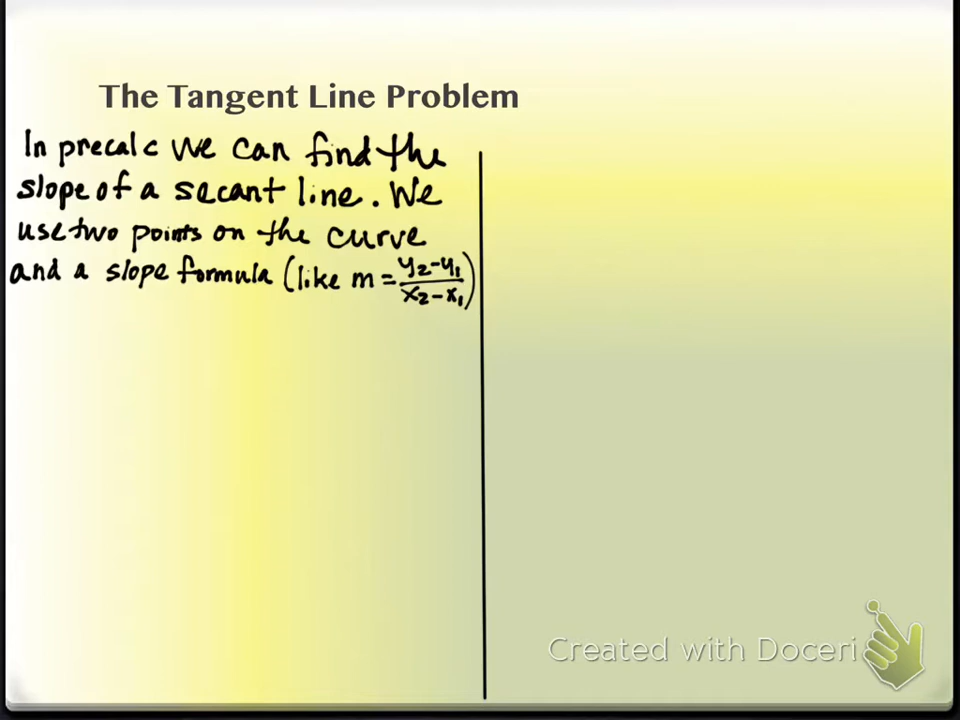 The Tangent Line Problem
In precalc we can find the
slope of a secant line. We
use two points on the curve
and a slope formula (like m = y₂-y₁/x₂-x₁)
Created with Doceri